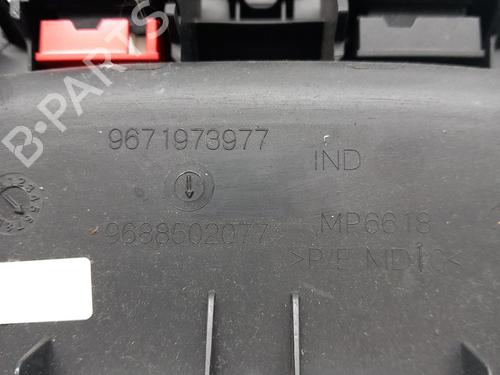 B-PARTS
9671973977
IND
9688502077
MP6618
>P/E MD10<